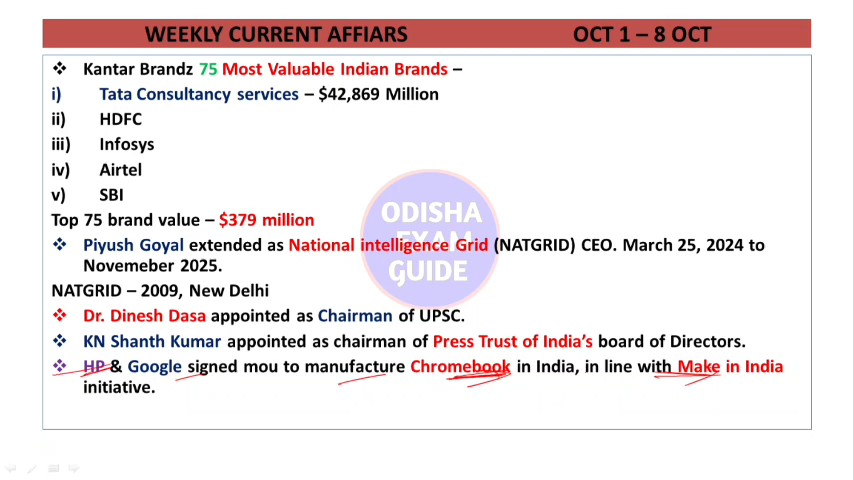 WEEKLY CURRENT AFFIARS OCT 1 – 8 OCT
❖ Kantar Brandz 75 Most Valuable Indian Brands –
i) Tata Consultancy services – $42,869 Million
ii) HDFC
iii) Infosys
iv) Airtel
v) SBI
Top 75 brand value – $379 million
❖ Piyush Goyal extended as National intelligence Grid (NATGRID) CEO. March 25, 2024 to
Novemeber 2025.
NATGRID – 2009, New Delhi
❖ Dr. Dinesh Dasa appointed as Chairman of UPSC.
❖ KN Shanth Kumar appointed as chairman of Press Trust of India's board of Directors.
❖ HP & Google signed mou to manufacture Chromebook in India, in line with Make in India
initiative.
ODISHA
EXAM
GUIDE